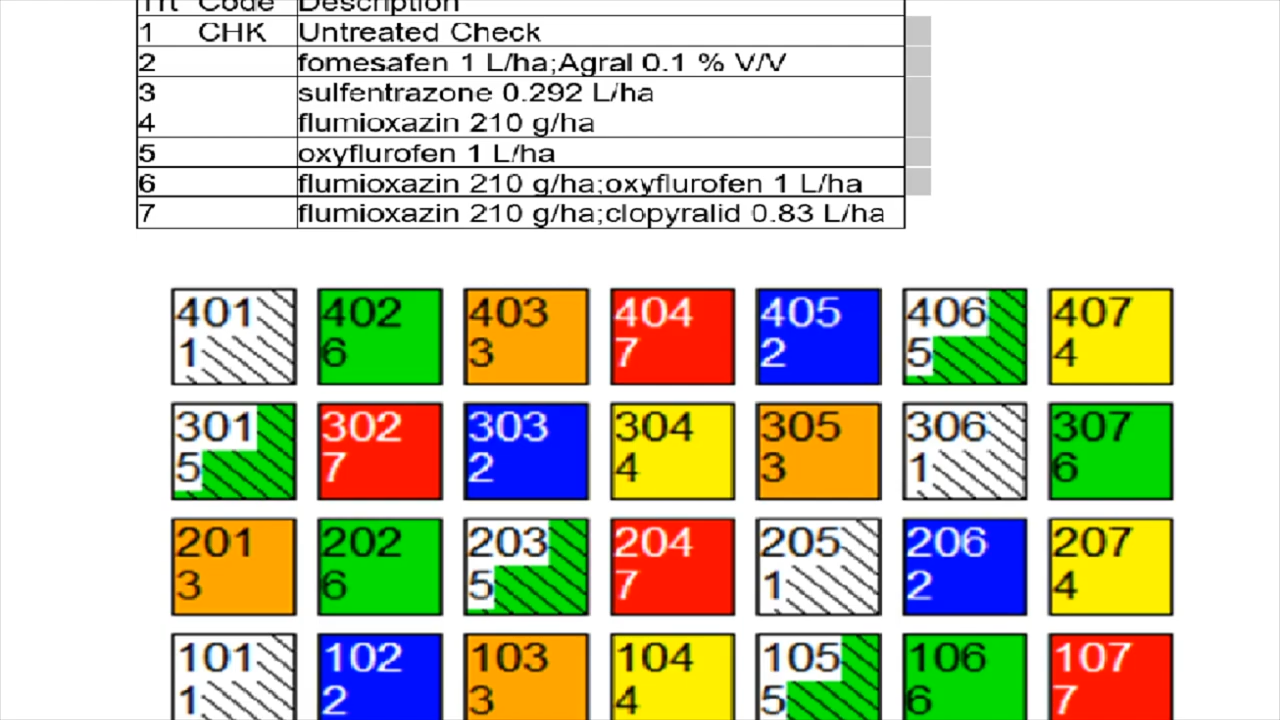 Trt Code Description
1 CHK Untreated Check
2 fomesafen 1 L/ha;Agral 0.1 % V/V
3 sulfentrazone 0.292 L/ha
4 flumioxazin 210 g/ha
5 oxyflurofen 1 L/ha
6 flumioxazin 210 g/ha;oxyflurofen 1 L/ha
7 flumioxazin 210 g/ha;clopyralid 0.83 L/ha
401 402 403 404 405 406 407
1 6 3 7 2 5 4
301 302 303 304 305 306 307
5 7 2 4 3 1 6
201 202 203 204 205 206 207
3 6 5 7 1 2 4
101 102 103 104 105 106 107
1 2 3 4 5 6 7